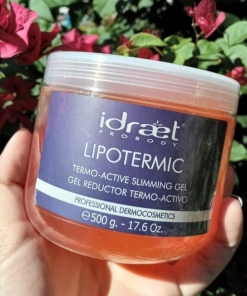 idraet
PROBODY
LIPOTERMIC
TERMO-ACTIVE SLIMMING GEL
GEL REDUCTOR TERMO-ACTIVO
PROFESSIONAL DERMOCOSMETICS
℮500 g. - 17.6 Oz.